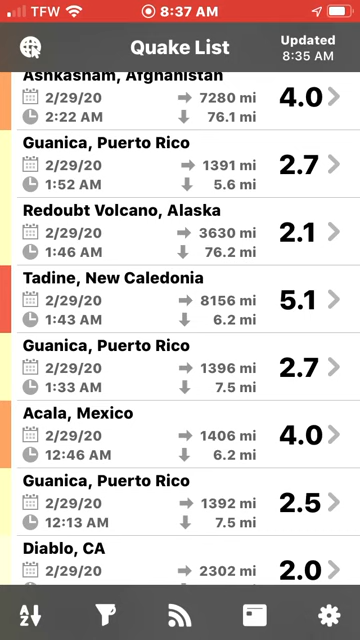 TFW 8:37 AM
Quake List
Updated
8:35 AM
Ashkasham, Afghanistan
2/29/20 7280 mi
2:22 AM 76.1 mi
4.0
Guanica, Puerto Rico
2/29/20 1391 mi
1:52 AM 5.6 mi
2.7
Redoubt Volcano, Alaska
2/29/20 3630 mi
1:46 AM 76.2 mi
2.1
Tadine, New Caledonia
2/29/20 8156 mi
1:43 AM 6.2 mi
5.1
Guanica, Puerto Rico
2/29/20 1396 mi
1:33 AM 7.5 mi
2.7
Acala, Mexico
2/29/20 1406 mi
12:46 AM 6.2 mi
4.0
Guanica, Puerto Rico
2/29/20 1392 mi
12:13 AM 7.5 mi
2.5
Diablo, CA
2/29/20 2302 mi
2.0
A
Z